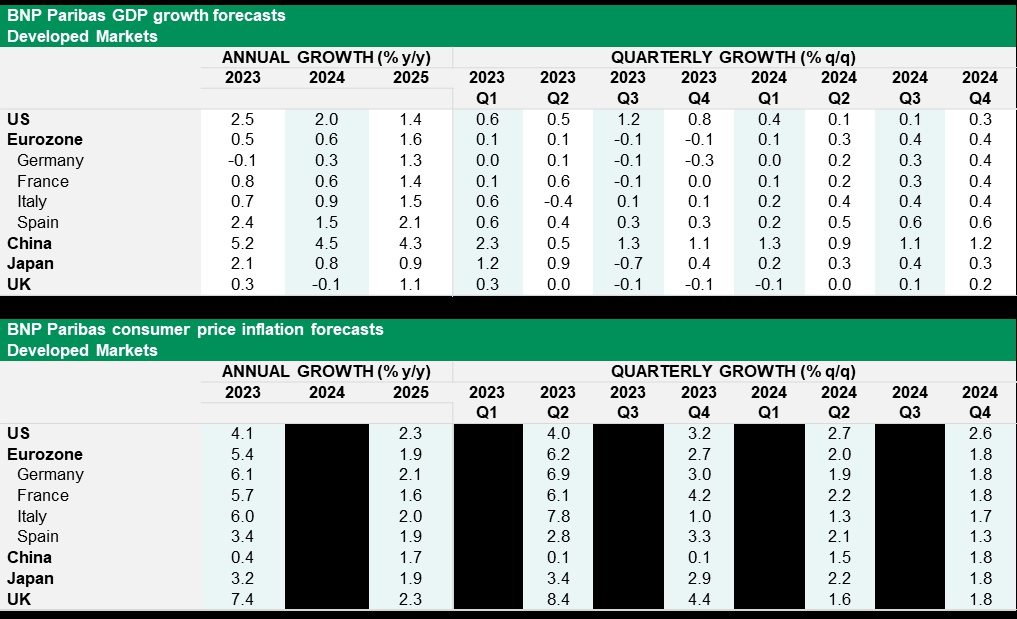 BNP Paribas GDP growth forecasts
Developed Markets
ANNUAL GROWTH (% y/y) QUARTERLY GROWTH (% q/q)
2023 2024 2025 2023 2023 2023 2023 2024 2024 2024 2024
Q1 Q2 Q3 Q4 Q1 Q2 Q3 Q4
US 2.5 2.0 1.4 0.6 0.5 1.2 0.8 0.4 0.1 0.1 0.3
Eurozone 0.5 0.6 1.6 0.1 0.1 -0.1 -0.1 0.1 0.3 0.4 0.4
Germany -0.1 0.3 1.3 0.0 0.1 -0.1 -0.3 0.0 0.2 0.3 0.4
France 0.8 0.6 1.4 0.1 0.6 -0.1 0.0 0.1 0.2 0.3 0.4
Italy 0.7 0.9 1.5 0.6 -0.4 0.1 0.1 0.2 0.4 0.4 0.4
Spain 2.4 1.5 2.1 0.6 0.4 0.3 0.3 0.2 0.5 0.6 0.6
China 5.2 4.5 4.3 2.3 0.5 1.3 1.1 1.3 0.9 1.1 1.2
Japan 2.1 0.8 0.9 1.2 0.9 -0.7 0.4 0.2 0.3 0.4 0.3
UK 0.3 -0.1 1.1 0.3 0.0 -0.1 -0.1 -0.1 0.0 0.1 0.2
BNP Paribas consumer price inflation forecasts
Developed Markets
ANNUAL GROWTH (% y/y) QUARTERLY GROWTH (% q/q)
2023 2024 2025 2023 2023 2023 2023 2024 2024 2024 2024
Q1 Q2 Q3 Q4 Q1 Q2 Q3 Q4
US 4.1 2.3 4.0 3.2 2.7 2.6
Eurozone 5.4 1.9 6.2 2.7 2.0 1.8
Germany 6.1 2.1 6.9 3.0 1.9 1.8
France 5.7 1.6 6.1 4.2 2.2 1.8
Italy 6.0 2.0 7.8 1.0 1.3 1.7
Spain 3.4 1.9 2.8 3.3 2.1 1.3
China 0.4 1.7 0.1 0.1 1.5 1.8
Japan 3.2 1.9 3.4 2.9 2.2 1.8
UK 7.4 2.3 8.4 4.4 1.6 1.8